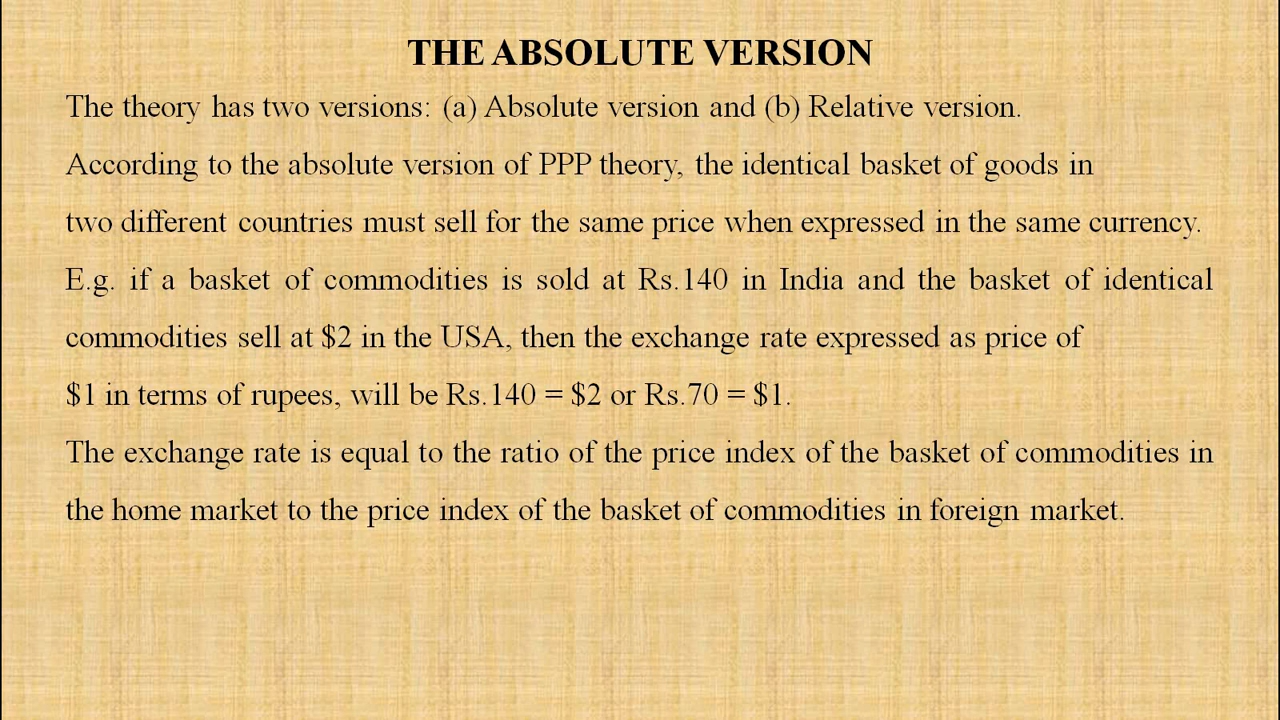 THE ABSOLUTE VERSION
The theory has two versions: (a) Absolute version and (b) Relative version.
According to the absolute version of PPP theory, the identical basket of goods in
two different countries must sell for the same price when expressed in the same currency.
E.g. if a basket of commodities is sold at Rs.140 in India and the basket of identical
commodities sell at $2 in the USA, then the exchange rate expressed as price of
$1 in terms of rupees, will be Rs.140 = $2 or Rs.70 = $1.
The exchange rate is equal to the ratio of the price index of the basket of commodities in
the home market to the price index of the basket of commodities in foreign market.